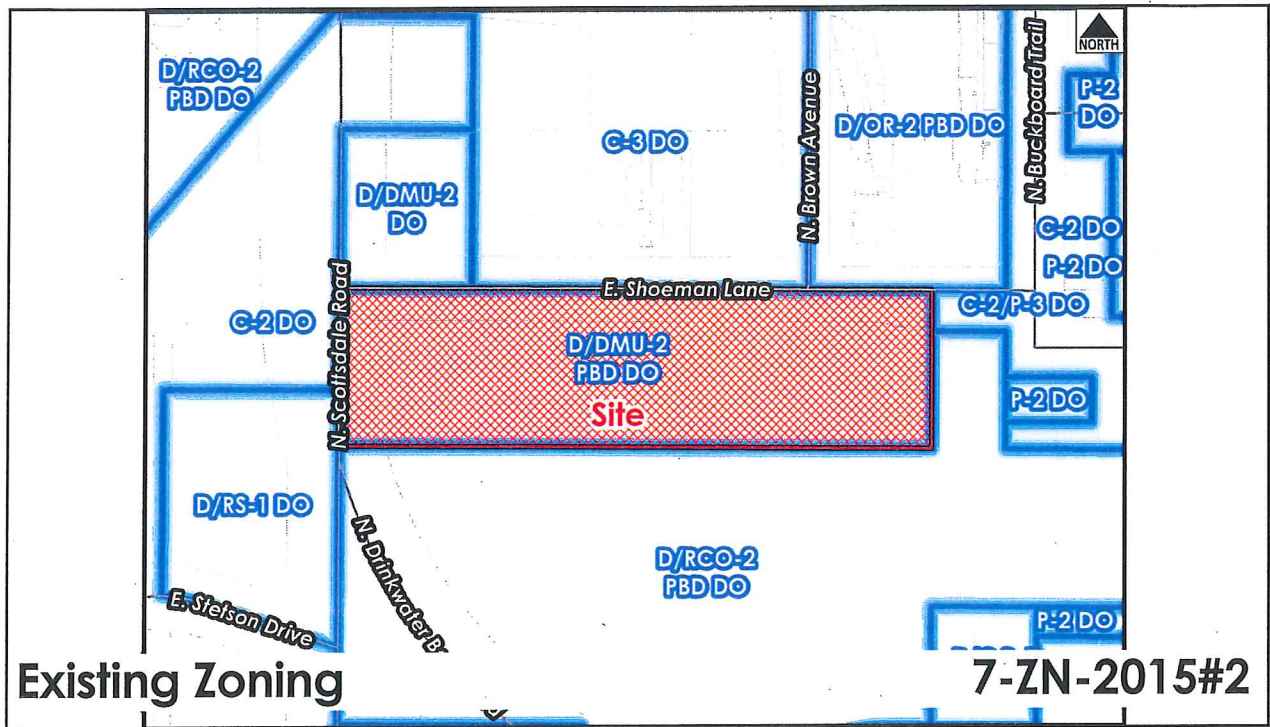 NORTH
D/RCO-2
PBD DO
N. Buckboard Trail
P-2
DO
N. Brown Avenue
D/OR-2 PBD DO
C-3 DO
D/DMU-2
DO
C-2 DO
P-2 DO
N. Scottsdale Road
E. Shoeman Lane
C-2/P-3 DO
C-2 DO
D/DMU-2
PBD DO
Site
P-2 DO
D/RS-1 DO
N. Drinkwater
D/RCO-2
PBD DO
E. Stetson Drive
P-2 DO
Existing Zoning
7-ZN-2015#2